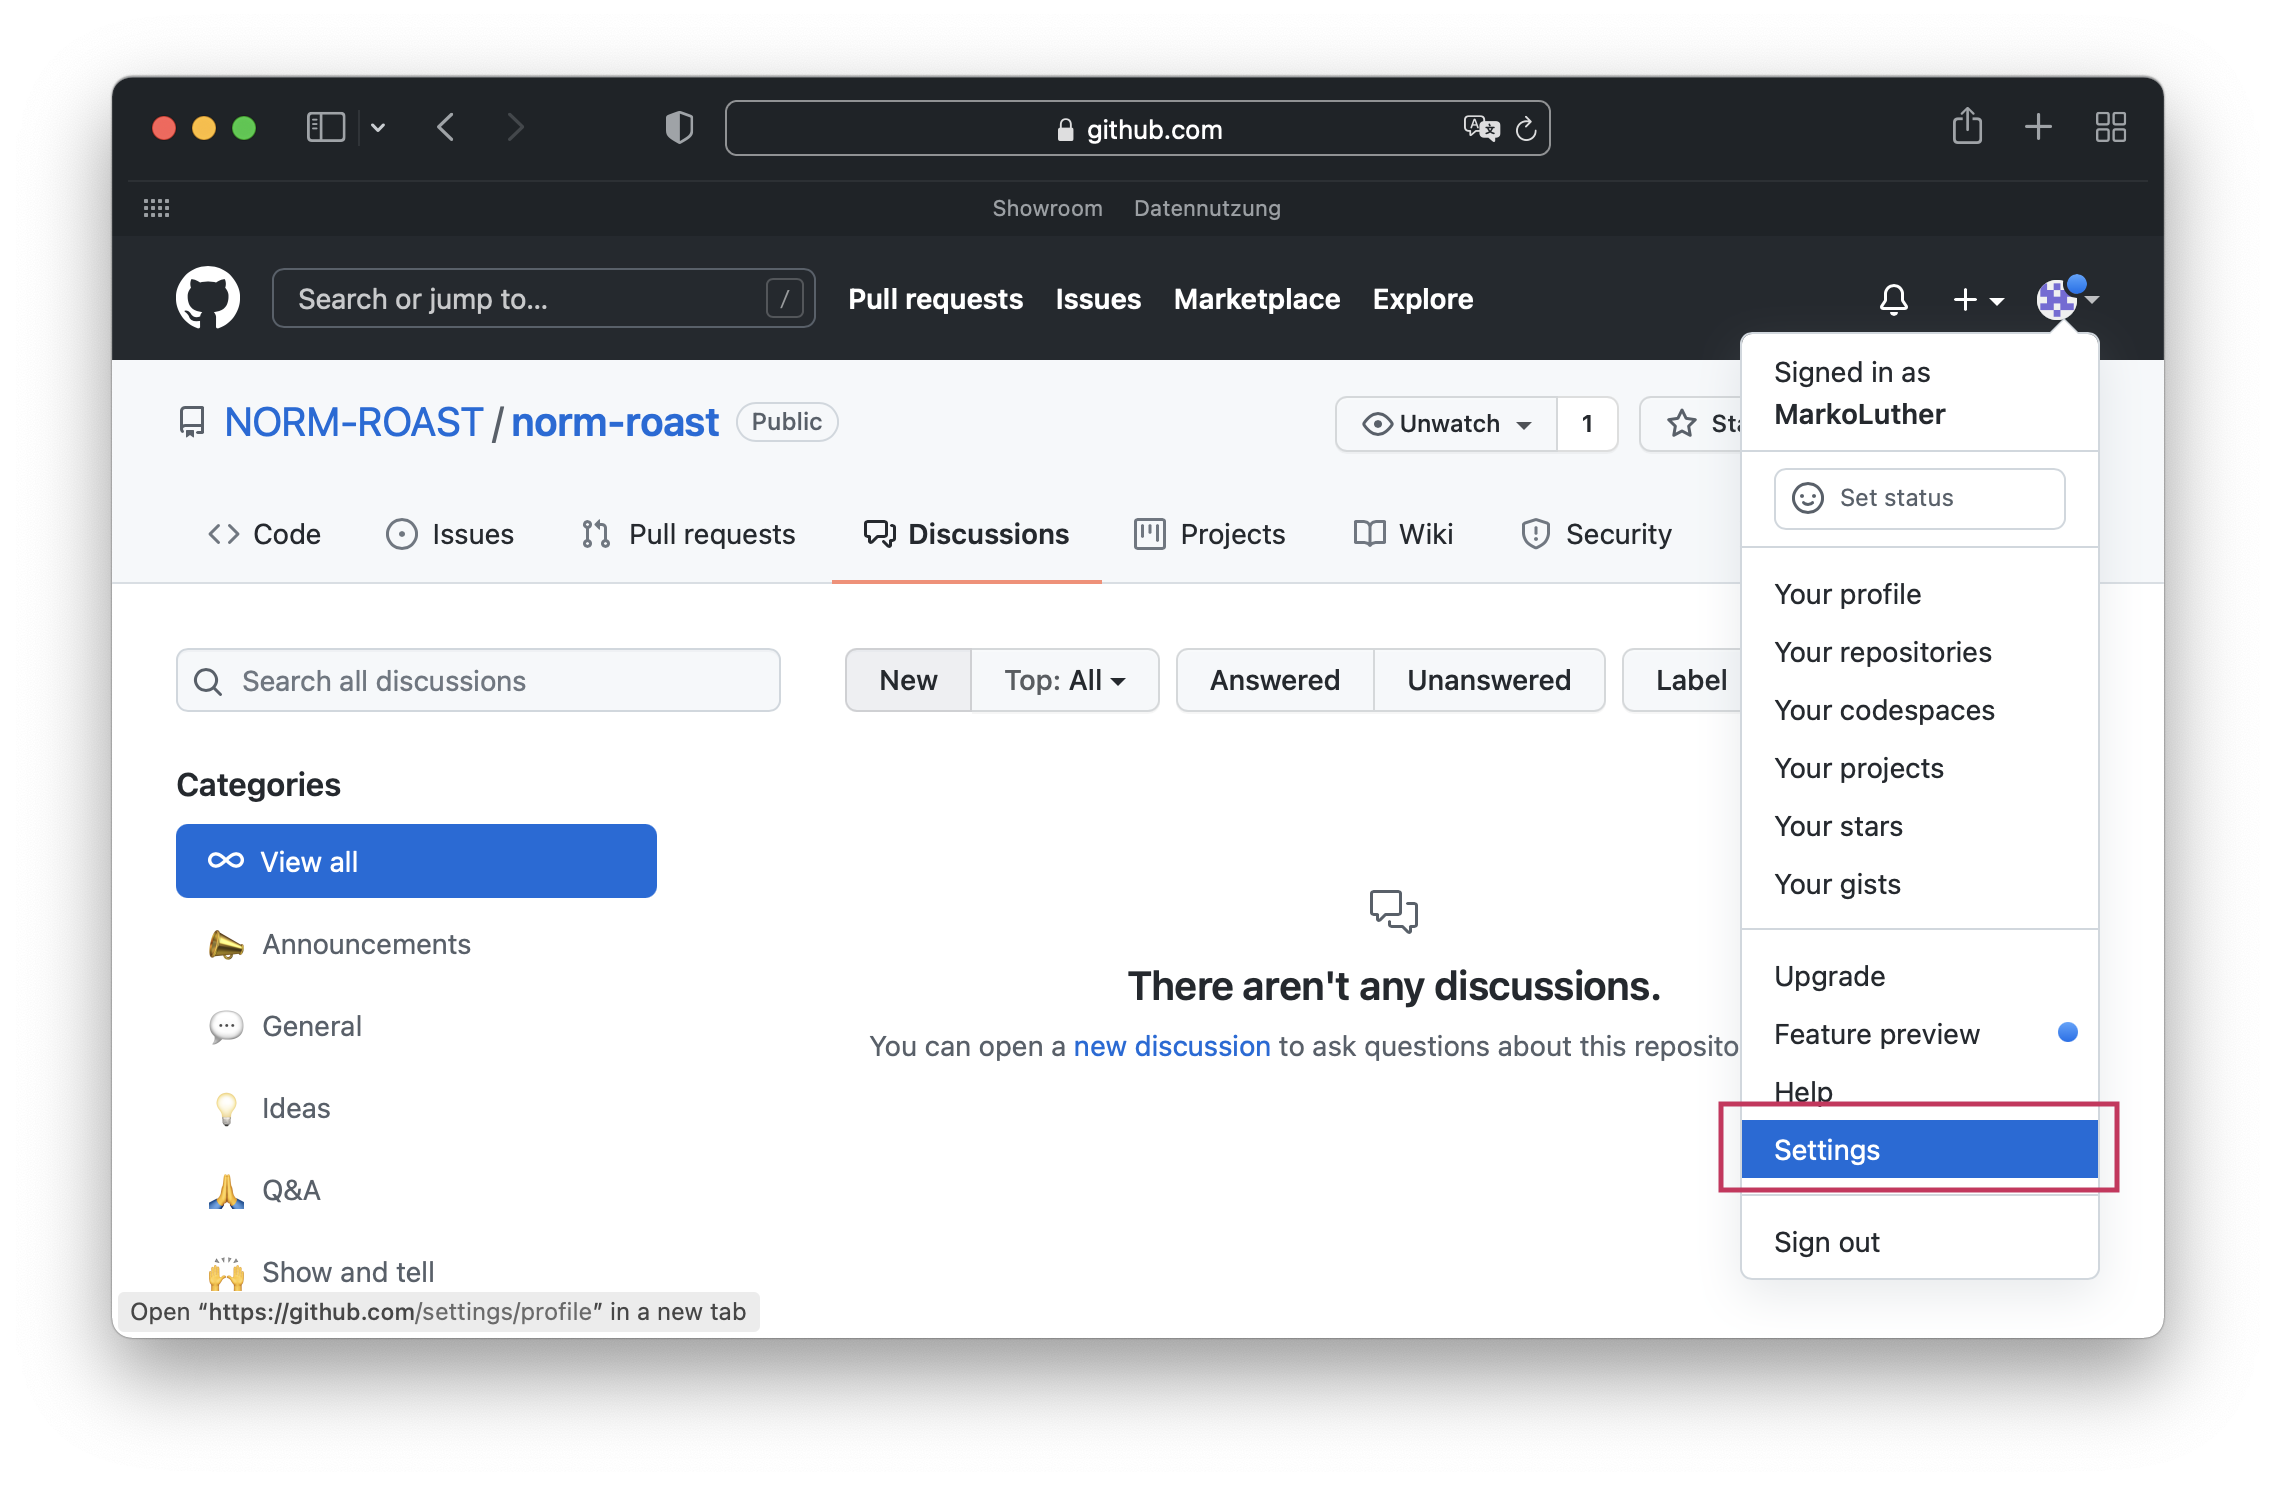 github.com
Showroom Datennutzung
Search or jump to... /
Pull requests Issues Marketplace Explore
Signed in as
MarkoLuther
NORM-ROAST / norm-roast Public
Unwatch 1
Set status
Code Issues Pull requests Discussions Projects Wiki Security
Your profile
Your repositories
Search all discussions
New Top: All Answered Unanswered Label
Your codespaces
Your projects
Categories
Your stars
View all
Your gists
Announcements
Upgrade
There aren't any discussions.
General
Feature preview
You can open a new discussion to ask questions about this
Help
Ideas
Settings
Q&A
Sign out
Show and tell
Open “https://github.com/settings/profile” in a new tab